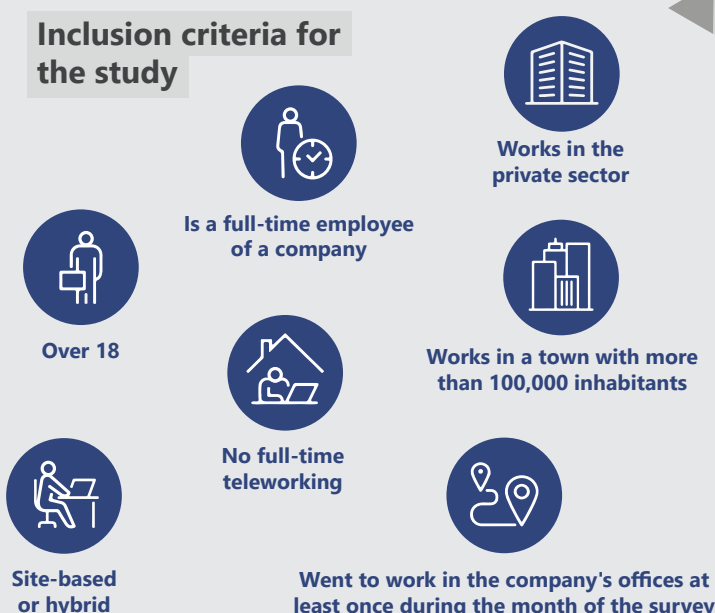 Inclusion criteria for
the study
Works in the
private sector
Is a full-time employee
of a company
Over 18
Works in a town with more
than 100,000 inhabitants
No full-time
teleworking
Site-based
or hybrid
Went to work in the company's offices at
least once during the month of the survey